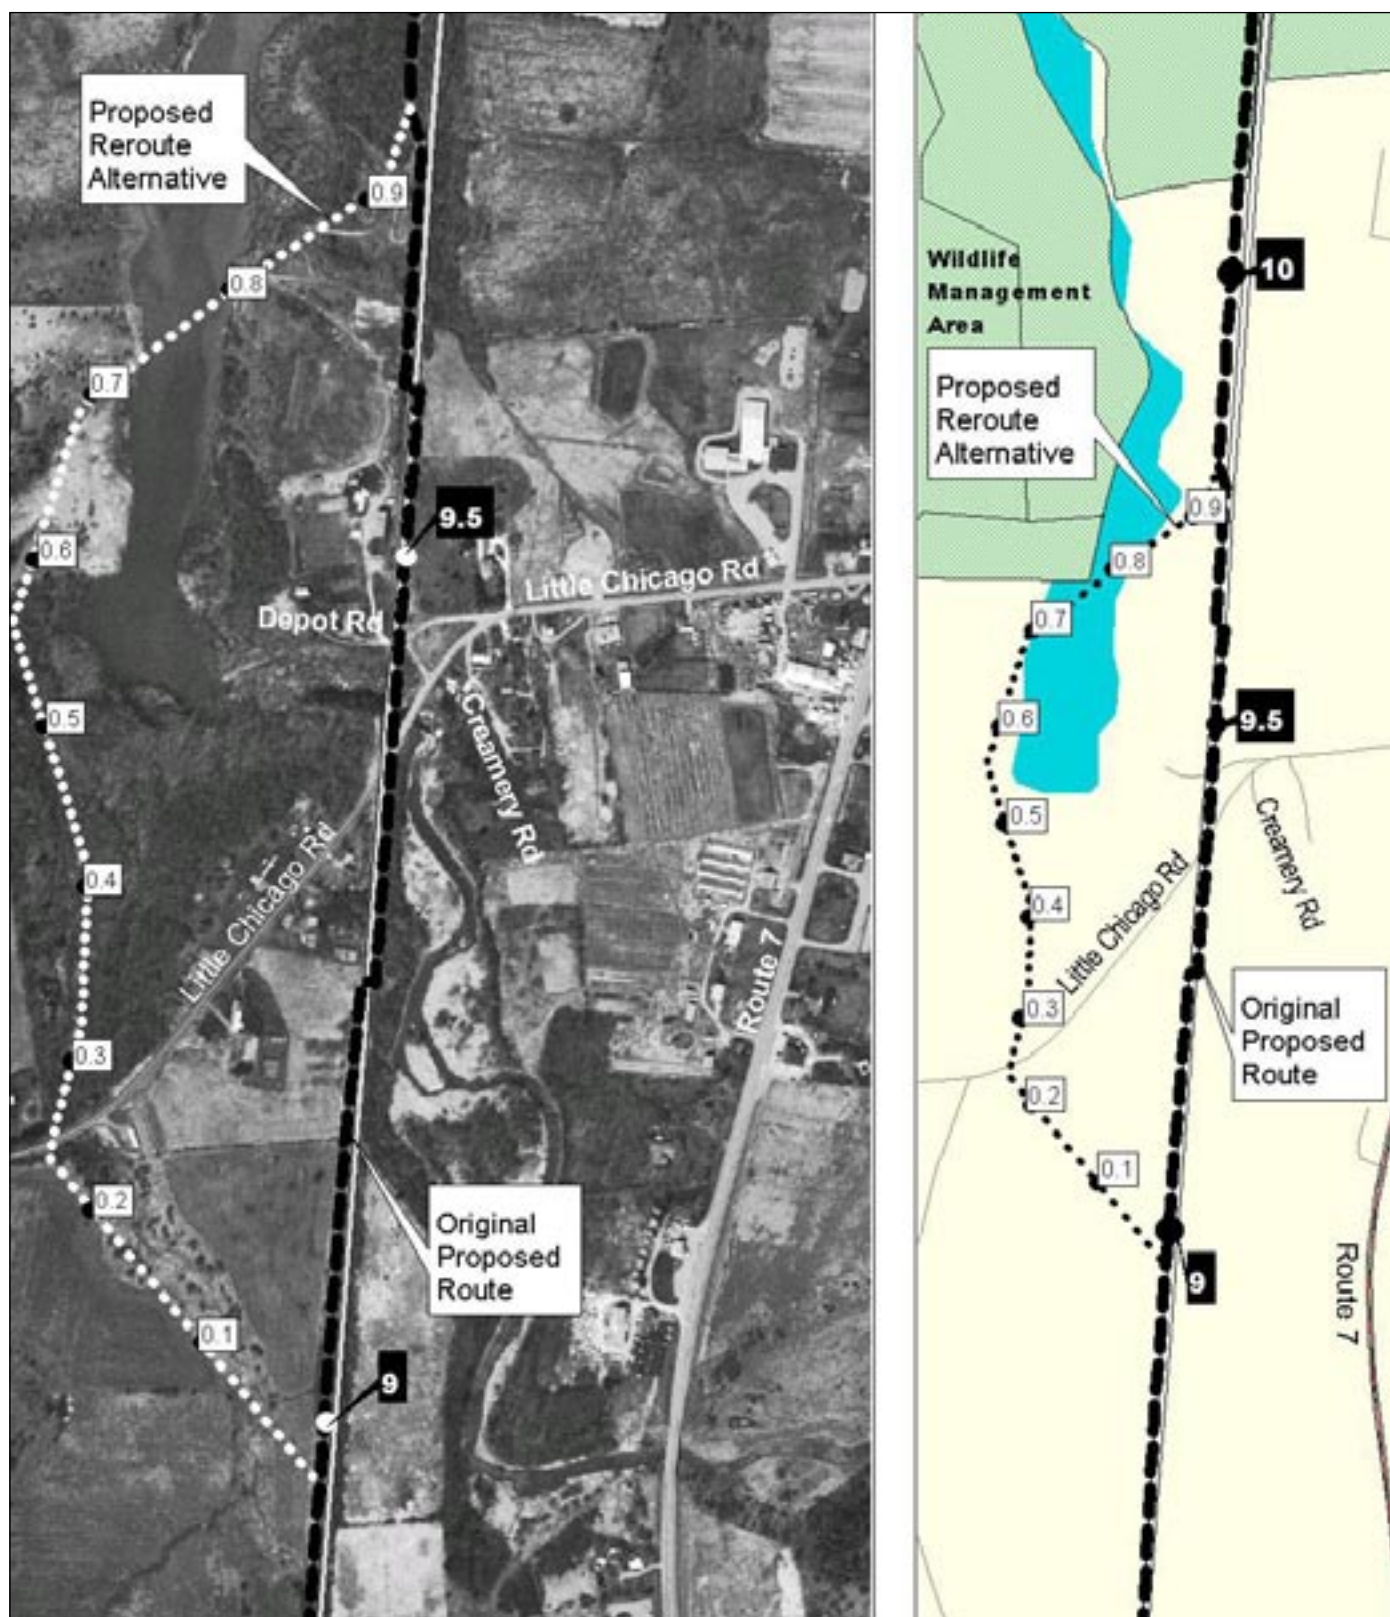 Proposed
Reroute
Alternative
0.9
0.8
0.7
0.6
0.5
0.4
0.3
0.2
0.1
9.5
Little Chicago Rd
Depot Rd
Creamery Rd
Little Chicago Rd
Route 7
Original
Proposed
Route
9
Wildlife
Management
Area
10
Proposed
Reroute
Alternative
0.9
0.8
0.7
0.6
0.5
0.4
0.3
0.2
0.1
9.5
Creamery Rd
Little Chicago Rd
Original
Proposed
Route
9
Route 7